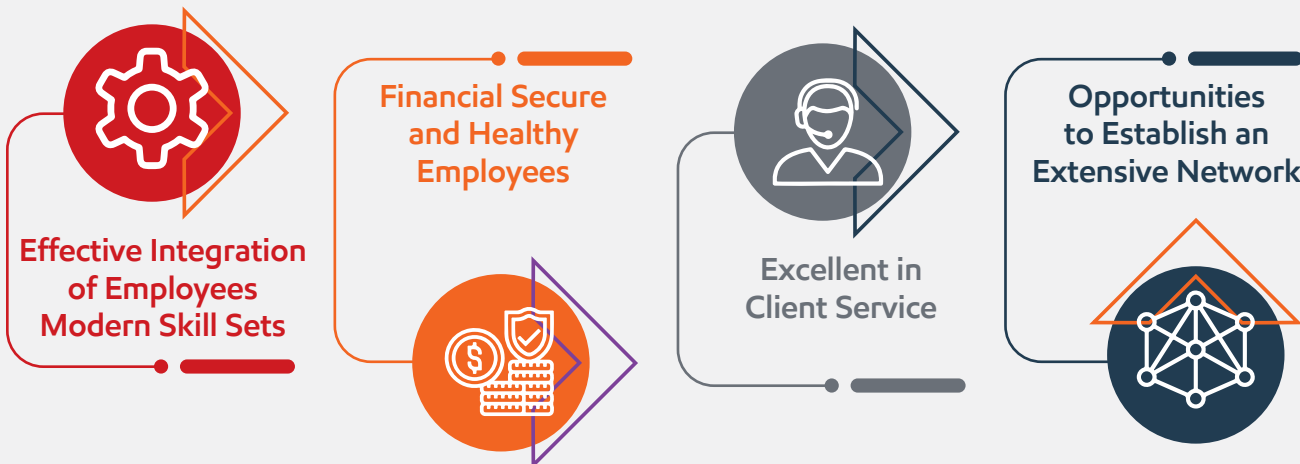 Effective Integration
of Employees
Modern Skill Sets
Financial Secure
and Healthy
Employees
$
Excellent in
Client Service
Opportunities
to Establish an
Extensive Network